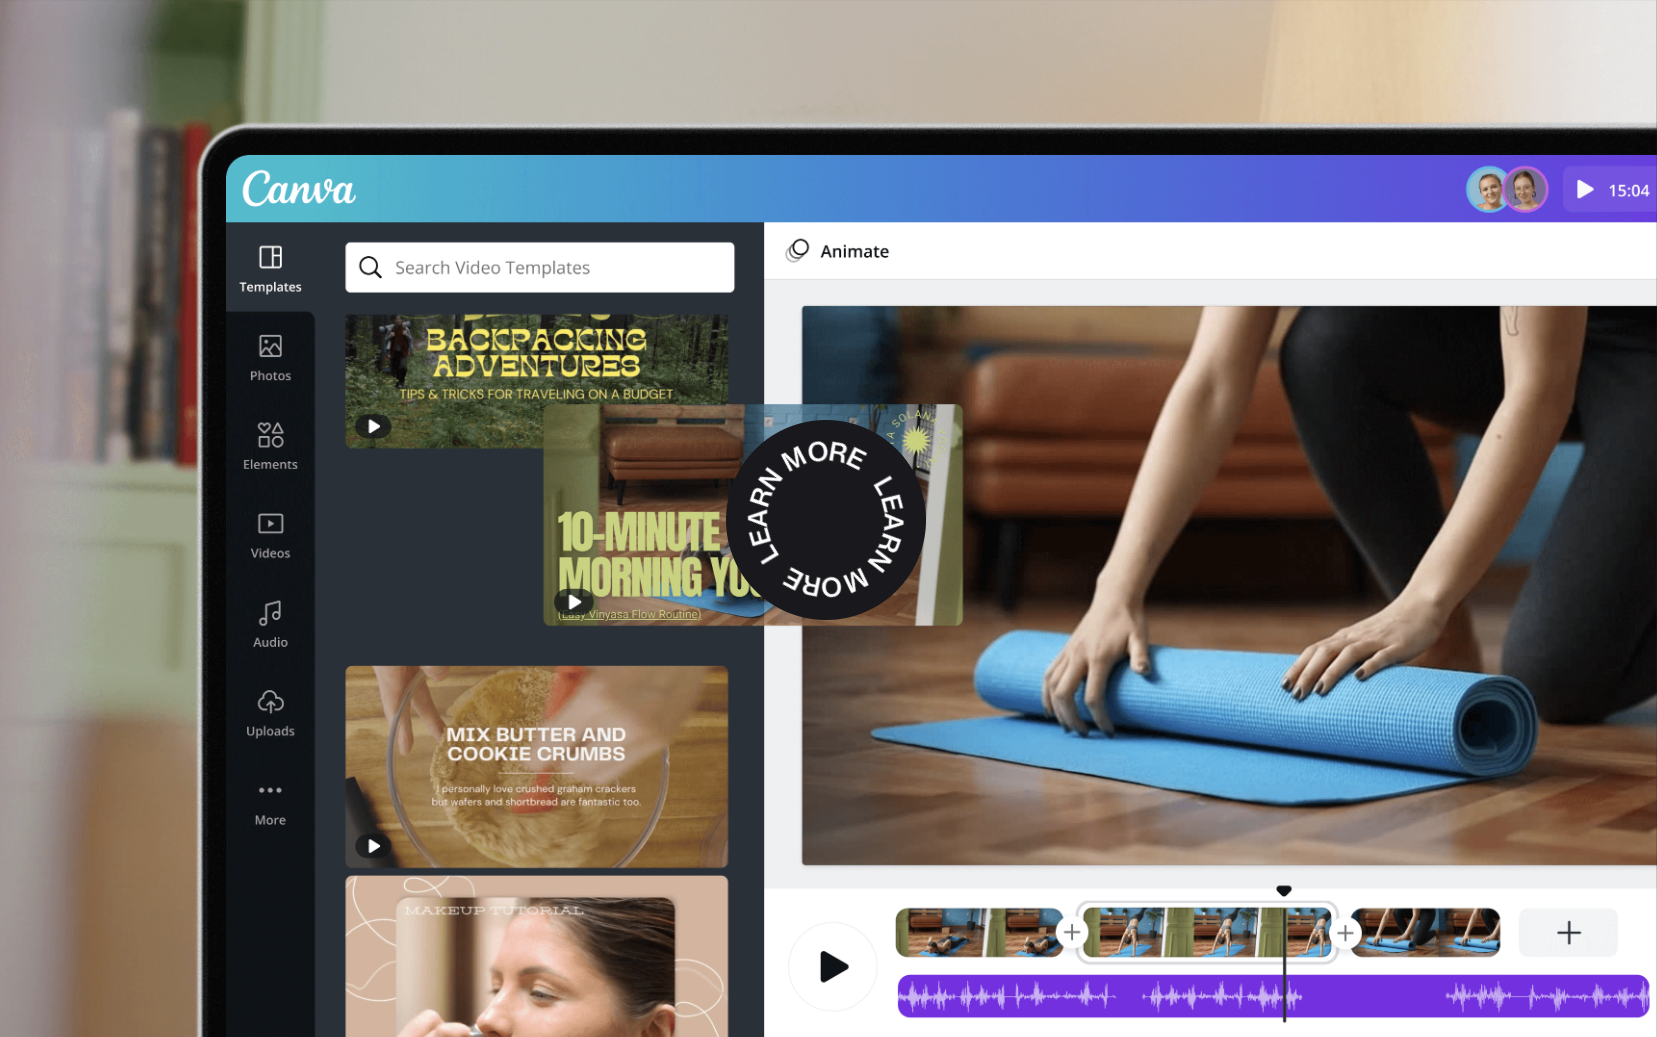 Canva
15:04
Templates
Photos
Elements
Videos
Audio
Uploads
More
Search Video Templates
BACKPACKING
ADVENTURES
TIPS & TRICKS FOR TRAVELING ON A BUDGET
10-MINUTE
MORNING
(Easy Vinyasa Flow Routine)
SOLANA
LEARN MORE LEARN MORE
MIX BUTTER AND
COOKIE CRUMBS
I personally love crushed graham crackers
but wafers and shortbread are fantastic too.
MAKEUP TUTORIAL
Animate